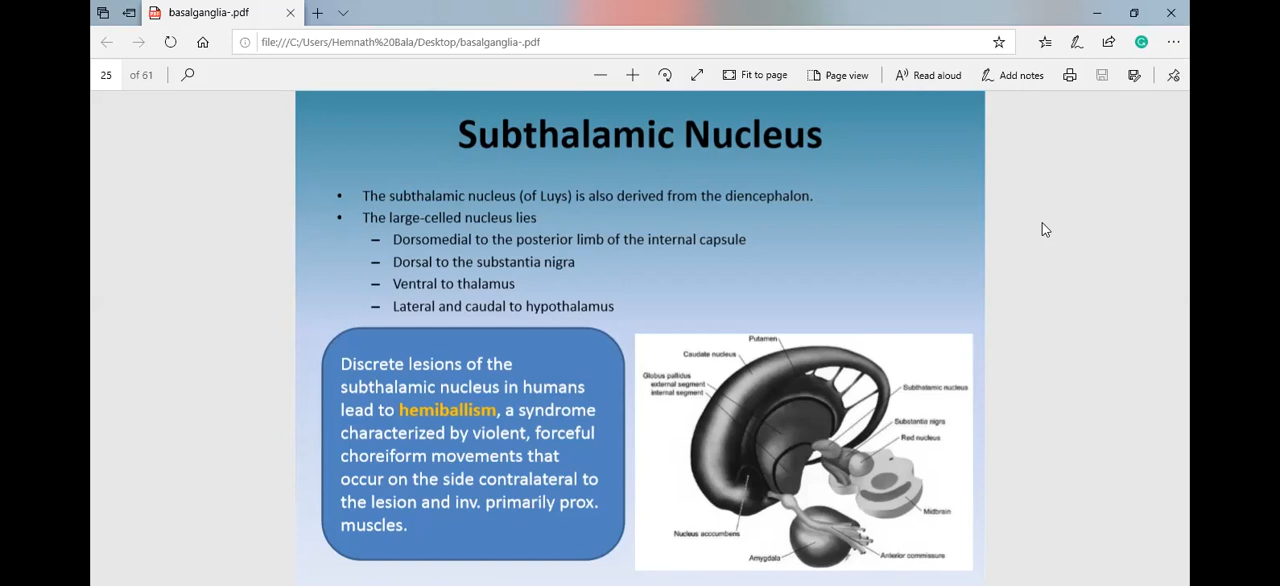 basalganglia-.pdf
file:///C:/Users/Hemnath%20Bala/Desktop/basalganglia-.pdf
25 of 61
Fit to page
Page view
Read aloud
Add notes
Subthalamic Nucleus
• The subthalamic nucleus (of Luys) is also derived from the diencephalon.
• The large-celled nucleus lies
– Dorsomedial to the posterior limb of the internal capsule
– Dorsal to the substantia nigra
– Ventral to thalamus
– Lateral and caudal to hypothalamus
Discrete lesions of the
subthalamic nucleus in humans
lead to hemiballism, a syndrome
characterized by violent, forceful
choreiform movements that
occur on the side contralateral to
the lesion and inv. primarily prox.
muscles.
Putamen
Caudate nucleus
Globus pallidus
external segment
internal segment
Subthalamic nucleus
Substantia nigra
Red nucleus
Midbrain
Nucleus acccumbens
Amygdala
Anterior commissure